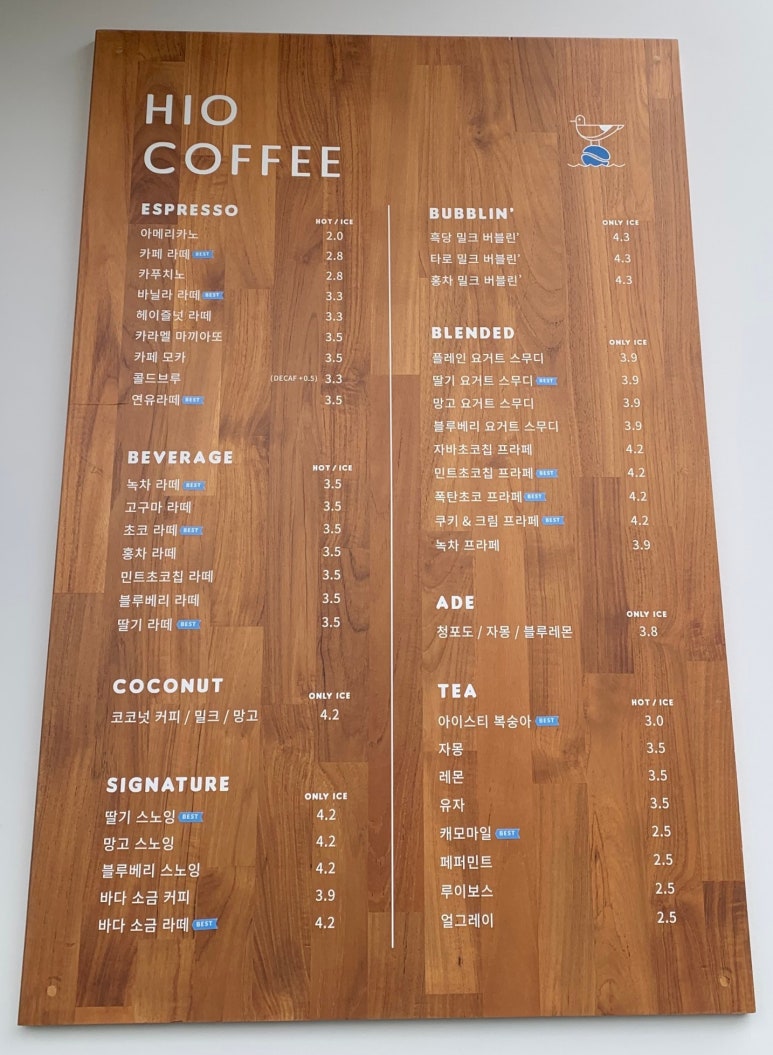 HIO
COFFEE
ESPRESSO
HOT / ICE
아메리카노 2.0
카페 라떼 BEST 2.8
카푸치노 2.8
바닐라 라떼 BEST 3.3
헤이즐넛 라떼 3.3
카라멜 마끼아또 3.5
카페 모카 3.5
콜드브루 (DECAF +0.5) 3.3
연유라떼 BEST 3.5
BEVERAGE
HOT / ICE
녹차 라떼 BEST 3.5
고구마 라떼 3.5
초코 라떼 BEST 3.5
홍차 라떼 3.5
민트초코칩 라떼 3.5
블루베리 라떼 3.5
딸기 라떼 BEST 3.5
COCONUT
ONLY ICE
코코넛 커피 / 밀크 / 망고 4.2
SIGNATURE
ONLY ICE
딸기 스노잉 BEST 4.2
망고 스노잉 4.2
블루베리 스노잉 4.2
바다 소금 커피 3.9
바다 소금 라떼 BEST 4.2
BUBBLIN'
ONLY ICE
흑당 밀크 버블린' 4.3
타로 밀크 버블린' 4.3
홍차 밀크 버블린' 4.3
BLENDED
ONLY ICE
플레인 요거트 스무디 3.9
딸기 요거트 스무디 BEST 3.9
망고 요거트 스무디 3.9
블루베리 요거트 스무디 3.9
자바초코칩 프라페 4.2
민트초코칩 프라페 BEST 4.2
폭탄초코 프라페 BEST 4.2
쿠키 & 크림 프라페 BEST 4.2
녹차 프라페 3.9
ADE
ONLY ICE
청포도 / 자몽 / 블루레몬 3.8
TEA
HOT / ICE
아이스티 복숭아 BEST 3.0
자몽 3.5
레몬 3.5
유자 3.5
캐모마일 BEST 2.5
페퍼민트 2.5
루이보스 2.5
얼그레이 2.5